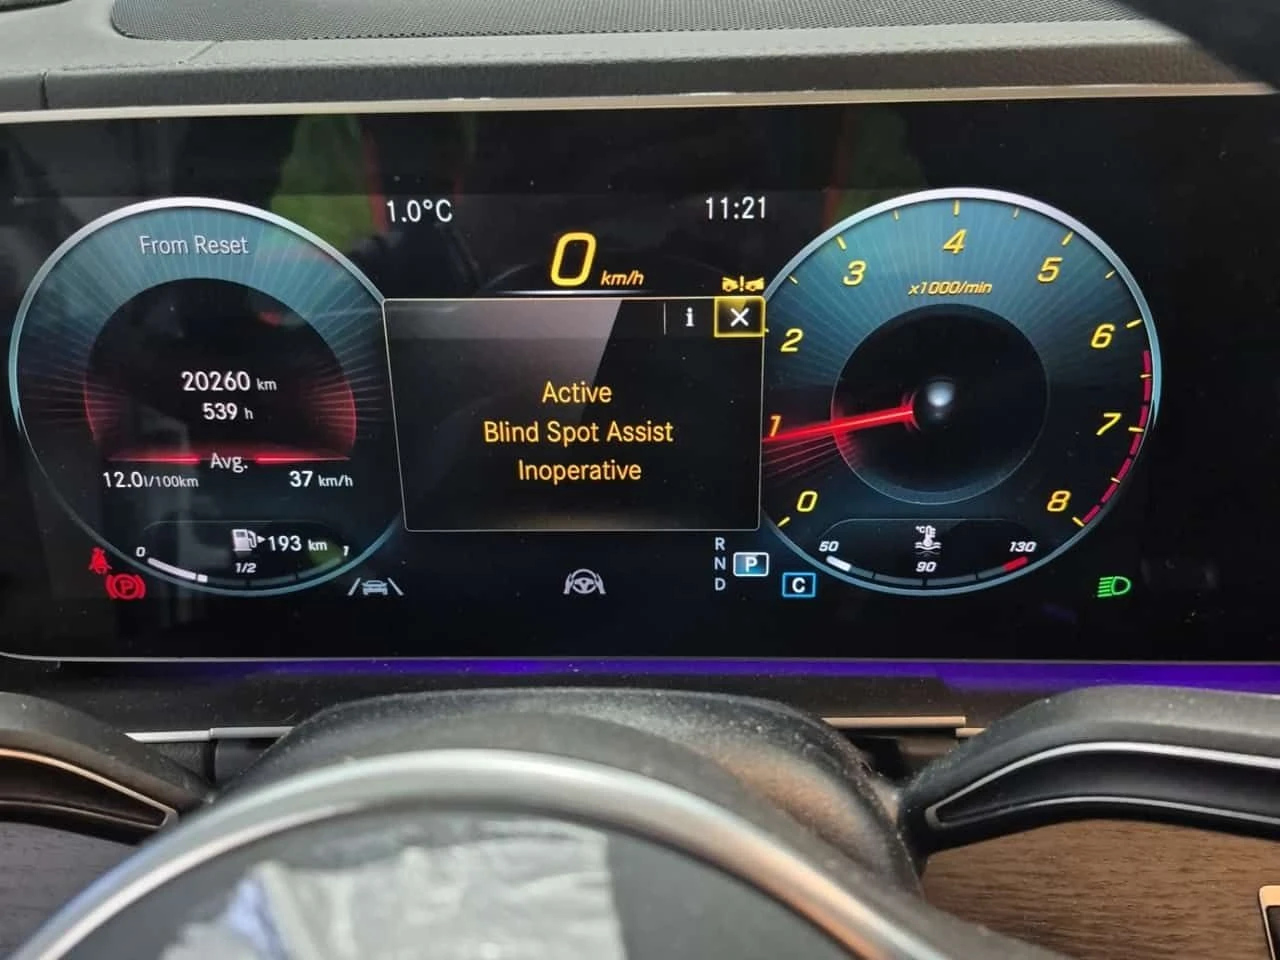 1.0°C
11:21
From Reset
0 km/h
i
20260 km
539 h
Avg.
12.0l/100km
37 km/h
193 km
0
1/2
1
Active
Blind Spot Assist
Inoperative
R
N
D
P
C
0
1
2
3
4
5
6
7
8
x1000/min
°C
50
90
130
P